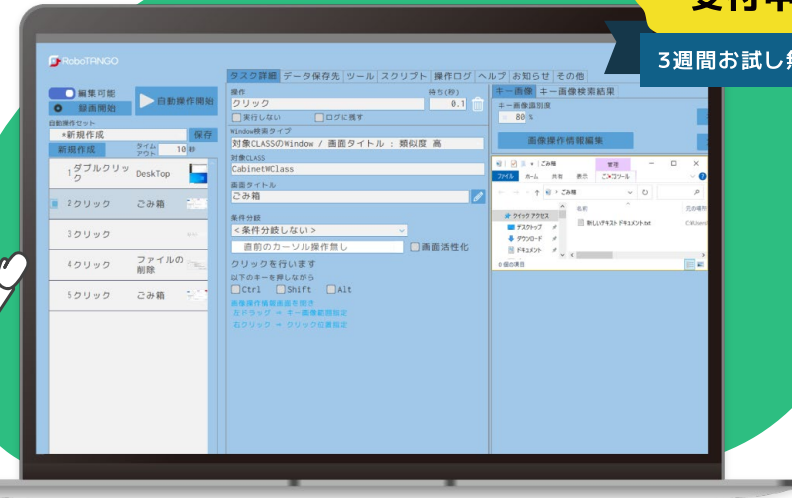 受付中
3週間お試し無
RoboTANGO
編集可能
録画開始
自動操作開始
自動操作セット
*新規作成
保存
新規作成
タイムアウト 10 秒
1 ダブルクリック DeskTop
2 クリック ごみ箱
3 クリック
4 クリック ファイルの削除
5 クリック ごみ箱
タスク詳細 データ保存先 ツール スクリプト 操作ログ ヘルプ お知らせ その他
操作
待ち(秒)
クリック
0.1
実行しない ログに残す
Window検索タイプ
対象CLASSのWindow / 画面タイトル : 類似度 高
対象CLASS
CabinetWClass
画面タイトル
ごみ箱
条件分岐
<条件分岐しない>
直前のカーソル操作無し
画面活性化
クリックを行います
以下のキーを押しながら
Ctrl Shift Alt
画像操作情報画面を開き
左ドラッグ ⇒ キー画像範囲指定
右クリック ⇒ クリック位置指定
キー画像 キー画像検索結果
キー画像識別度
80 %
画像操作情報編集
ごみ箱
管理
ファイル ホーム 共有 表示 ごみ箱ツール
ごみ箱
名前
元の場所
クイック アクセス
デスクトップ
ダウンロード
ドキュメント
新しいテキスト ドキュメント.txt
C:¥Users¥
0 個の項目